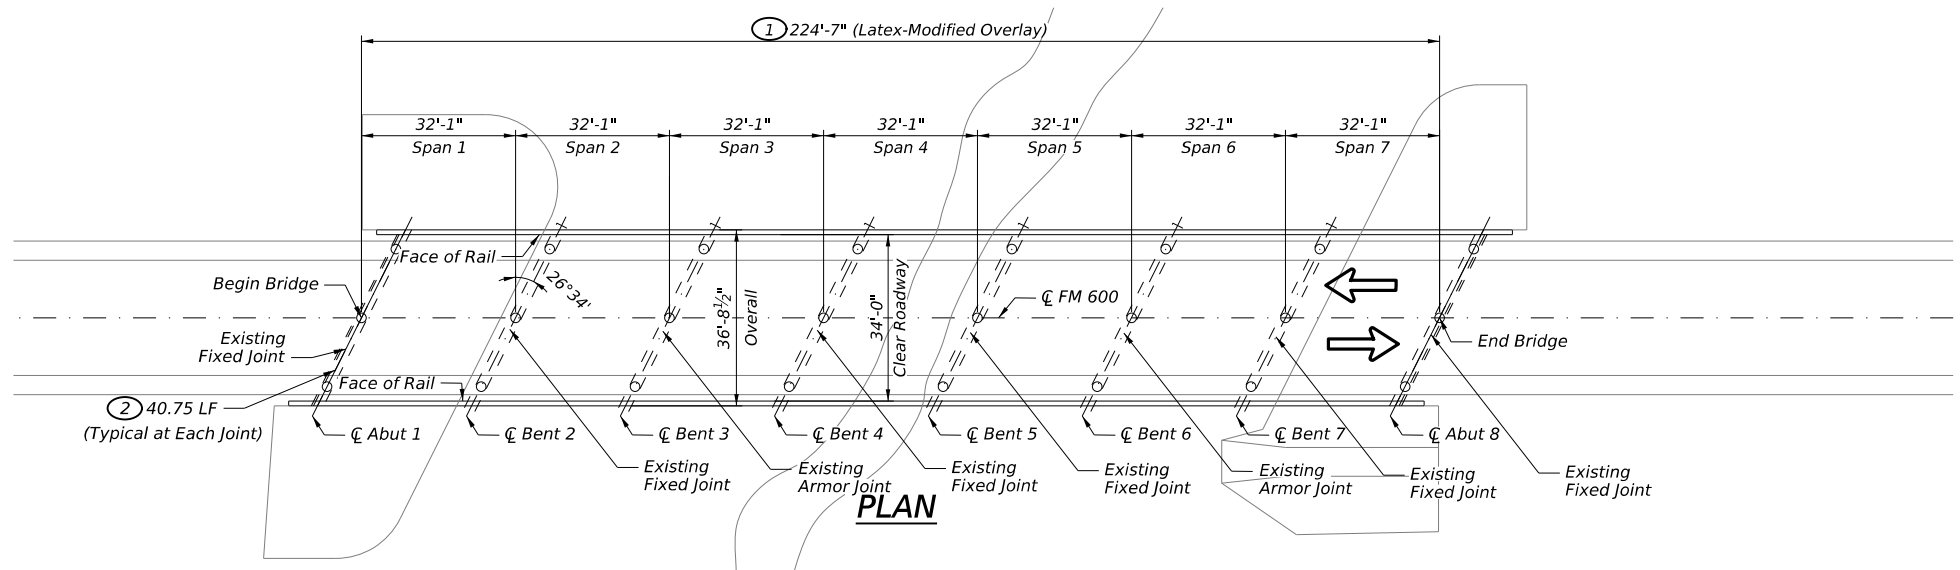 1 224'-7" (Latex-Modified Overlay)
32'-1" 32'-1" 32'-1" 32'-1" 32'-1" 32'-1" 32'-1"
Span 1 Span 2 Span 3 Span 4 Span 5 Span 6 Span 7
Face of Rail
Begin Bridge
26°34'
36'-8½"
Overall
34'-0"
Clear Roadway
℄ FM 600
Existing
Fixed Joint
End Bridge
Face of Rail
2 40.75 LF
(Typical at Each Joint)
℄ Abut 1 ℄ Bent 2 ℄ Bent 3 ℄ Bent 4 ℄ Bent 5 ℄ Bent 6 ℄ Bent 7 ℄ Abut 8
Existing
Fixed Joint
Existing
Armor Joint
Existing
Fixed Joint
Existing
Fixed Joint
Existing
Armor Joint
Existing
Fixed Joint
Existing
Fixed Joint
PLAN